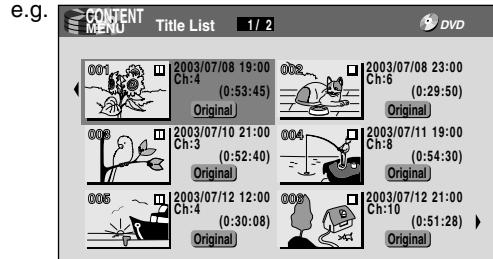 e.g.
CONTENT MENU Title List 1/ 2 DVD
001 2003/07/08 19:00
Ch:4
(0:53:45)
Original
002 2003/07/08 23:00
Ch:6
(0:29:50)
Original
003 2003/07/10 21:00
Ch:3
(0:52:40)
Original
004 2003/07/11 19:00
Ch:8
(0:54:30)
Original
005 2003/07/12 12:00
Ch:4
(0:30:08)
Original
006 2003/07/12 21:00
Ch:10
(0:51:28)
Original